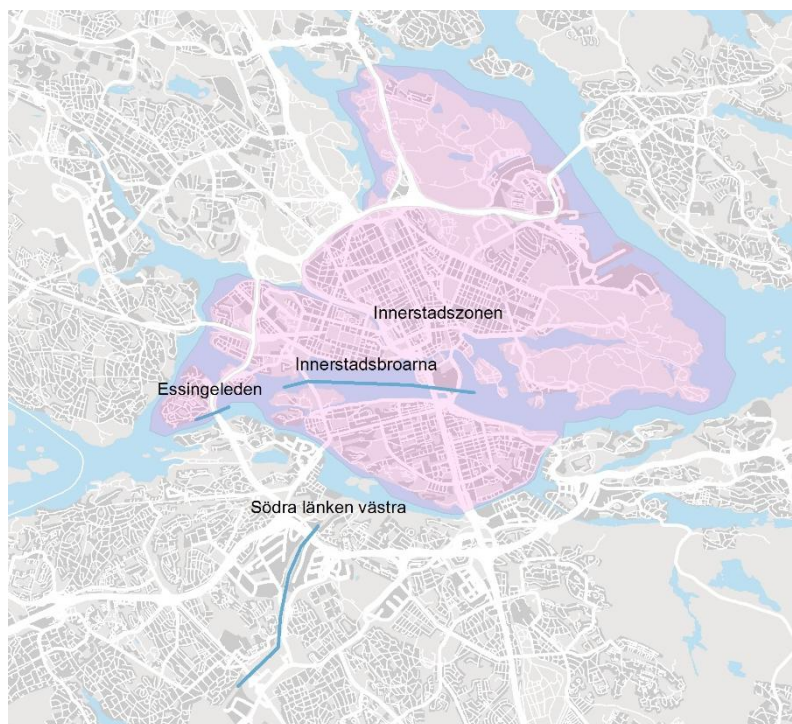 Innerstadszonen
Innerstadsbroarna
Essingeleden
Södra länken västra